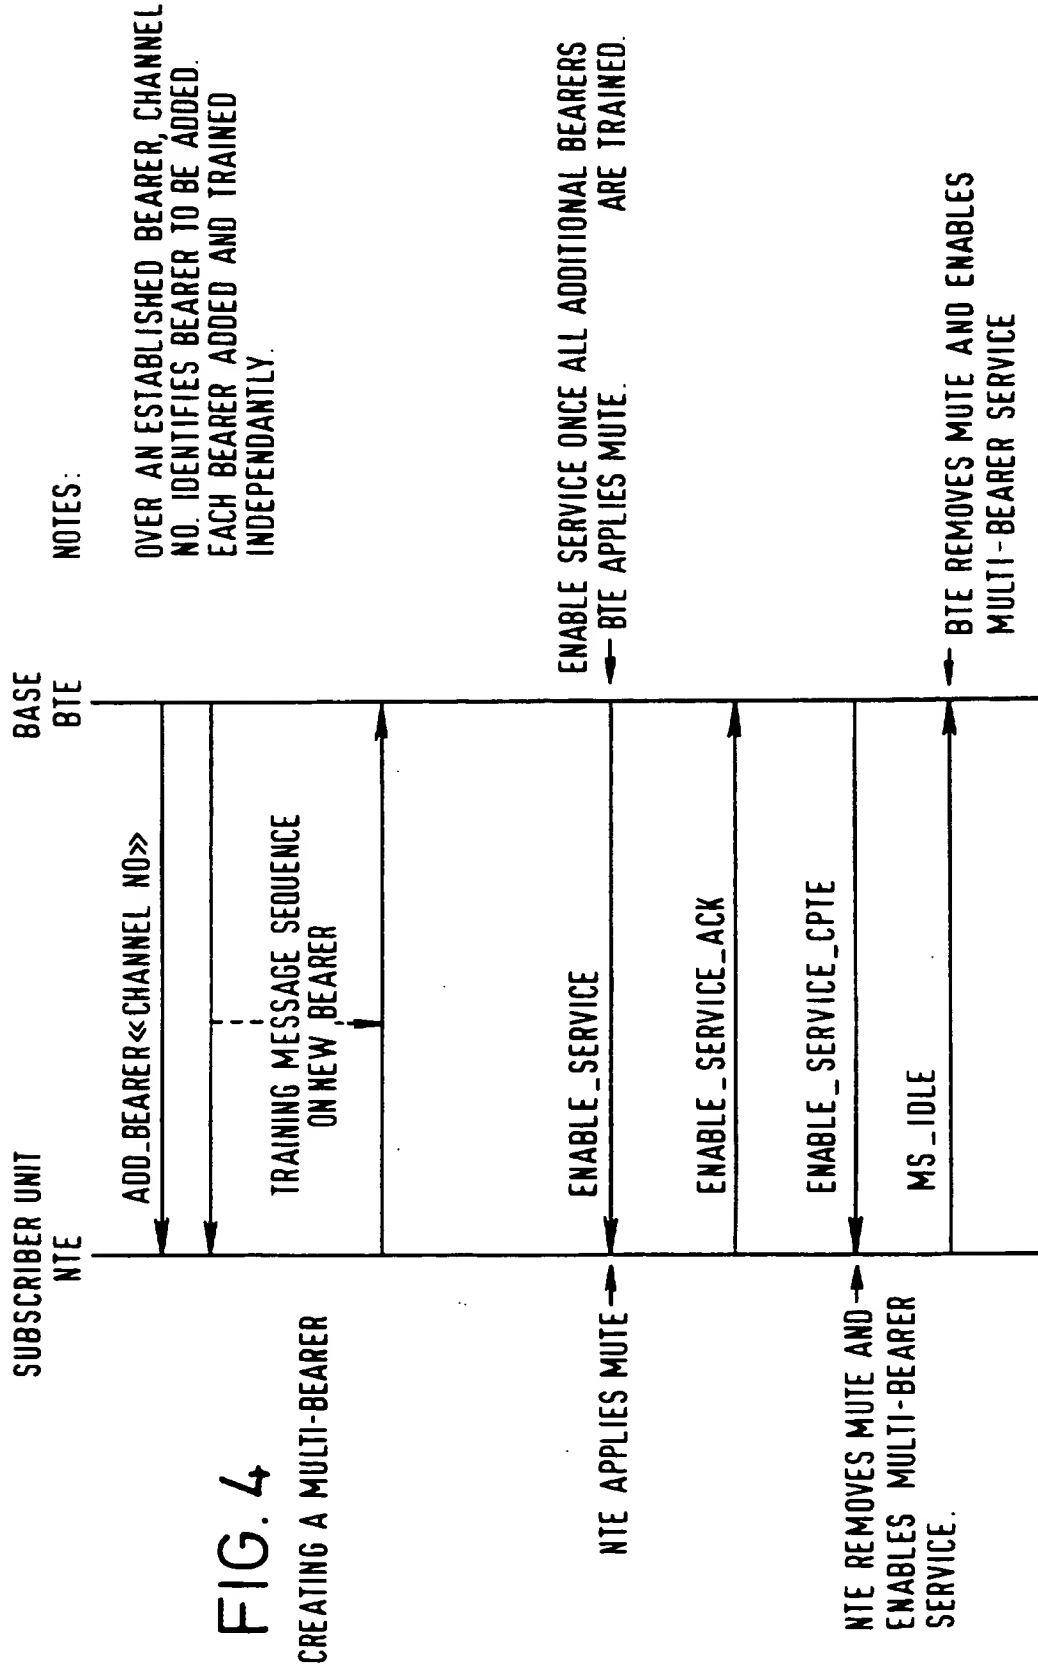 FIG. 4
CREATING A MULTI-BEARER
SUBSCRIBER UNIT
NTE
BASE
BTE
NOTES:
ADD_BEARER<<CHANNEL NO>>
OVER AN ESTABLISHED BEARER, CHANNEL
NO. IDENTIFIES BEARER TO BE ADDED.
EACH BEARER ADDED AND TRAINED
INDEPENDANTLY.
TRAINING MESSAGE SEQUENCE
ON NEW BEARER
ENABLE_SERVICE
ENABLE SERVICE ONCE ALL ADDITIONAL BEARERS
ARE TRAINED.
NTE APPLIES MUTE
BTE APPLIES MUTE.
ENABLE_SERVICE_ACK
ENABLE_SERVICE_CPTE
NTE REMOVES MUTE AND
ENABLES MULTI-BEARER
SERVICE.
MS_IDLE
BTE REMOVES MUTE AND ENABLES
MULTI-BEARER SERVICE